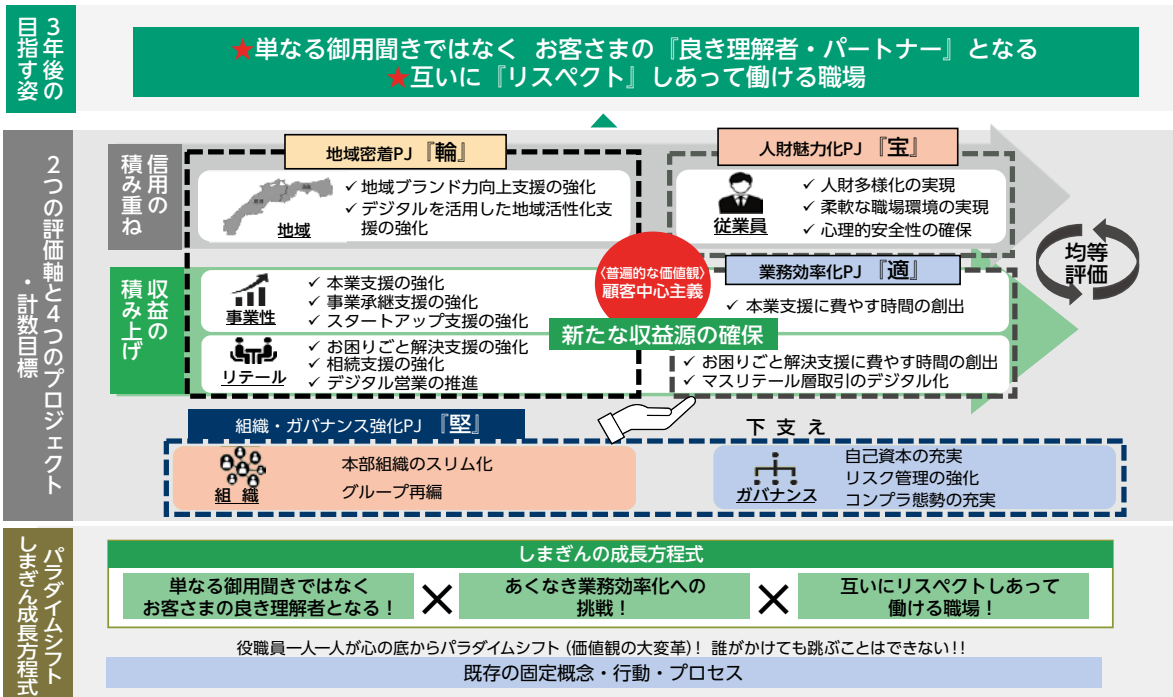 3年後の
目指す姿
★単なる御用聞きではなく お客さまの『良き理解者・パートナー』となる
★互いに『リスペクト』しあって働ける職場
2つの評価軸と4つのプロジェクト
・計数目標
信用の
積み重ね
地域密着PJ 『輪』
地域
✓地域ブランド力向上支援の強化
✓デジタルを活用した地域活性化支
援の強化
人財魅力化PJ 『宝』
従業員
✓人財多様化の実現
✓柔軟な職場環境の実現
✓心理的安全性の確保
均等
評価
収益の
積み上げ
事業性
✓本業支援の強化
✓事業承継支援の強化
✓スタートアップ支援の強化
〈普遍的な価値観〉
顧客中心主義
業務効率化PJ 『適』
✓本業支援に費やす時間の創出
新たな収益源の確保
リテール
✓お困りごと解決支援の強化
✓相続支援の強化
✓デジタル営業の推進
✓お困りごと解決支援に費やす時間の創出
✓マスリテール層取引のデジタル化
組織・ガバナンス強化PJ 『堅』
下支え
組織
本部組織のスリム化
グループ再編
ガバナンス
自己資本の充実
リスク管理の強化
コンプラ態勢の充実
パラダイムシフト
しまぎん成長方程式
しまぎんの成長方程式
単なる御用聞きではなく
お客さまの良き理解者となる！
×
あくなき業務効率化への
挑戦！
×
互いにリスペクトしあって
働ける職場！
役職員一人一人が心の底からパラダイムシフト（価値観の大変革）！ 誰がかけても跳ぶことはできない!!
既存の固定概念・行動・プロセス